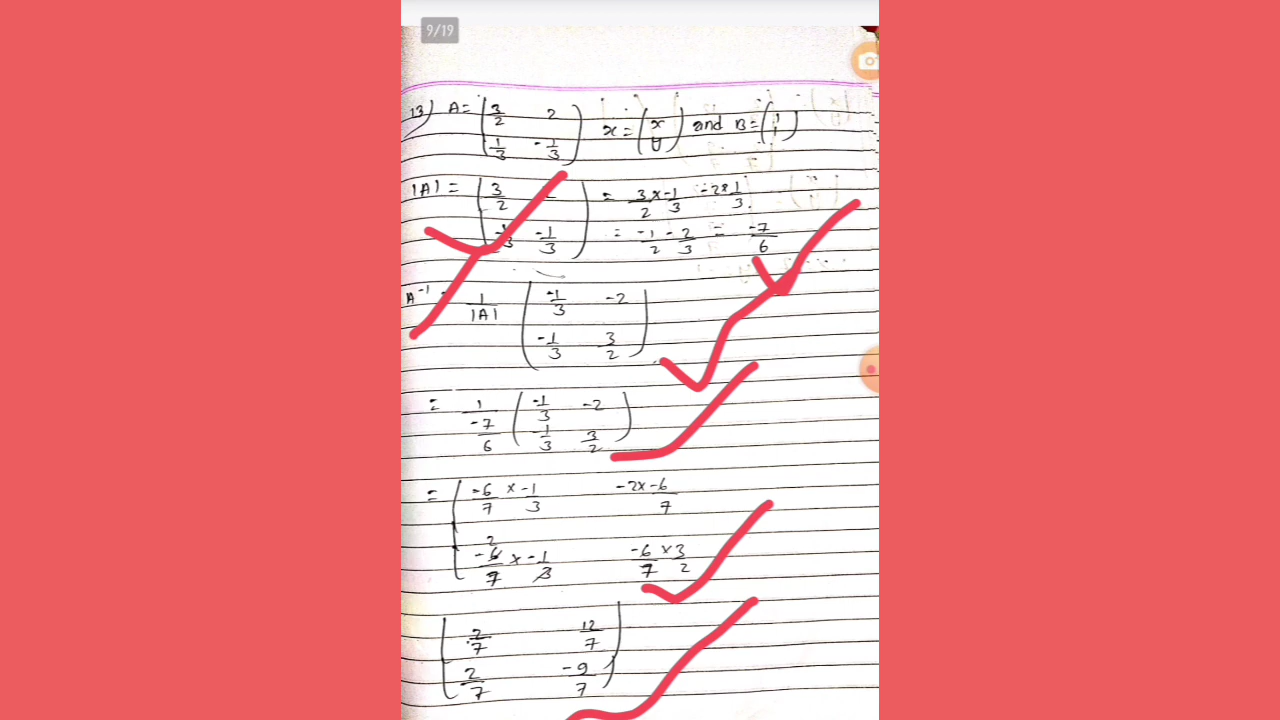 9/19
13) A = (3/2 2
1/3 -1/3) x = (x y) and B = (1 1)
|A| = (3/2
-1/3) = 3/2 × -1/3 - 2 × 1/3
= -1/2 - 2/3 = -7/6
A⁻¹ = 1/|A| (-1/3 -2
-1/3 3/2)
= 1/(-7/6) (-1/3 -2
-1/3 3/2)
= (-6/7 × -1/3 -2 × -6/7
2
-6/7 × -1/3 -6/7 × 3/2)
(2/7 12/7
2/7 -9/7)